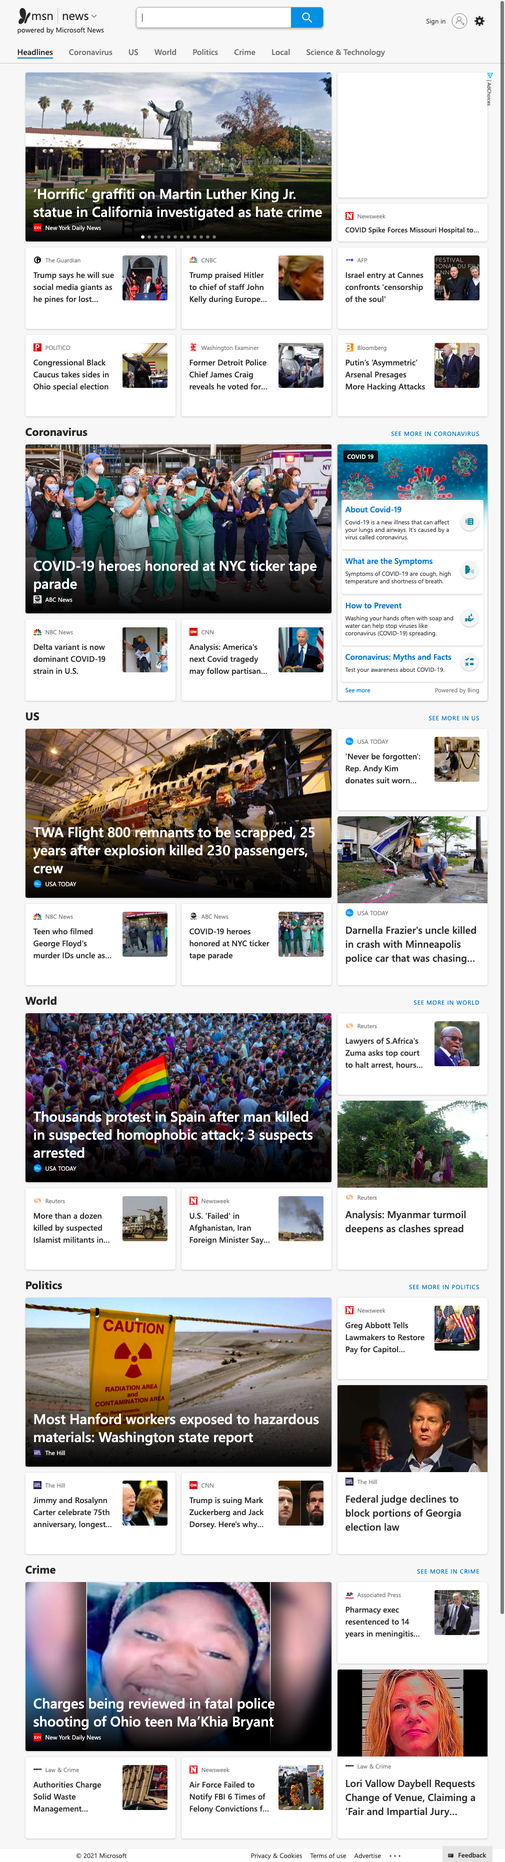 msn news
powered by Microsoft News
Sign in
Headlines Coronavirus US World Politics Crime Local Science & Technology
AdChoices
'Horrific' graffiti on Martin Luther King Jr.
statue in California investigated as hate crime
New York Daily News
Newsweek
COVID Spike Forces Missouri Hospital to...
The Guardian
Trump says he will sue
social media giants as
he pines for lost...
CNBC
Trump praised Hitler
to chief of staff John
Kelly during Europe...
AFP
Israel entry at Cannes
confronts 'censorship
of the soul'
POLITICO
Congressional Black
Caucus takes sides in
Ohio special election
Washington Examiner
Former Detroit Police
Chief James Craig
reveals he voted for...
Bloomberg
Putin's 'Asymmetric'
Arsenal Presages
More Hacking Attacks
Coronavirus
SEE MORE IN CORONAVIRUS
NY
COVID-19 heroes honored at NYC ticker tape
parade
ABC News
COVID 19
About Covid-19
Covid-19 is a new illness that can affect
your lungs and airways. It's caused by a
virus called coronavirus.
What are the Symptoms
Symptoms of COVID-19 are cough, high
temperature and shortness of breath.
How to Prevent
Washing your hands often with soap and
water can help stop viruses like
coronavirus (COVID-19) spreading.
Coronavirus: Myths and Facts
Test your awareness about COVID-19.
See more
Powered by Bing
NBC News
Delta variant is now
dominant COVID-19
strain in U.S.
CNN
Analysis: America's
next Covid tragedy
may follow partisan...
US
SEE MORE IN US
TWA Flight 800 remnants to be scrapped, 25
years after explosion killed 230 passengers,
crew
USA TODAY
USA TODAY
'Never be forgotten':
Rep. Andy Kim
donates suit worn...
USA TODAY
Darnella Frazier's uncle killed
in crash with Minneapolis
police car that was chasing...
NBC News
Teen who filmed
George Floyd's
murder IDs uncle as...
ABC News
COVID-19 heroes
honored at NYC ticker
tape parade
World
SEE MORE IN WORLD
Thousands protest in Spain after man killed
in suspected homophobic attack; 3 suspects
arrested
USA TODAY
Reuters
Lawyers of S.Africa's
Zuma asks top court
to halt arrest, hours...
Reuters
Analysis: Myanmar turmoil
deepens as clashes spread
Reuters
More than a dozen
killed by suspected
Islamist militants in...
Newsweek
U.S. 'Failed' in
Afghanistan, Iran
Foreign Minister Say...
Politics
SEE MORE IN POLITICS
CAUTION
RADIATION AREA
and
CONTAMINATION AREA
Most Hanford workers exposed to hazardous
materials: Washington state report
The Hill
Newsweek
Greg Abbott Tells
Lawmakers to Restore
Pay for Capitol...
The Hill
Federal judge declines to
block portions of Georgia
election law
The Hill
Jimmy and Rosalynn
Carter celebrate 75th
anniversary, longest...
CNN
Trump is suing Mark
Zuckerberg and Jack
Dorsey. Here's why...
Crime
SEE MORE IN CRIME
Charges being reviewed in fatal police
shooting of Ohio teen Ma'Khia Bryant
New York Daily News
AP Associated Press
Pharmacy exec
resentenced to 14
years in meningitis...
Law & Crime
Lori Vallow Daybell Requests
Change of Venue, Claiming a
'Fair and Impartial Jury...
Law & Crime
Authorities Charge
Solid Waste
Management...
Newsweek
Air Force Failed to
Notify FBI 6 Times of
Felony Convictions f...
© 2021 Microsoft
Privacy & Cookies Terms of use Advertise
Feedback